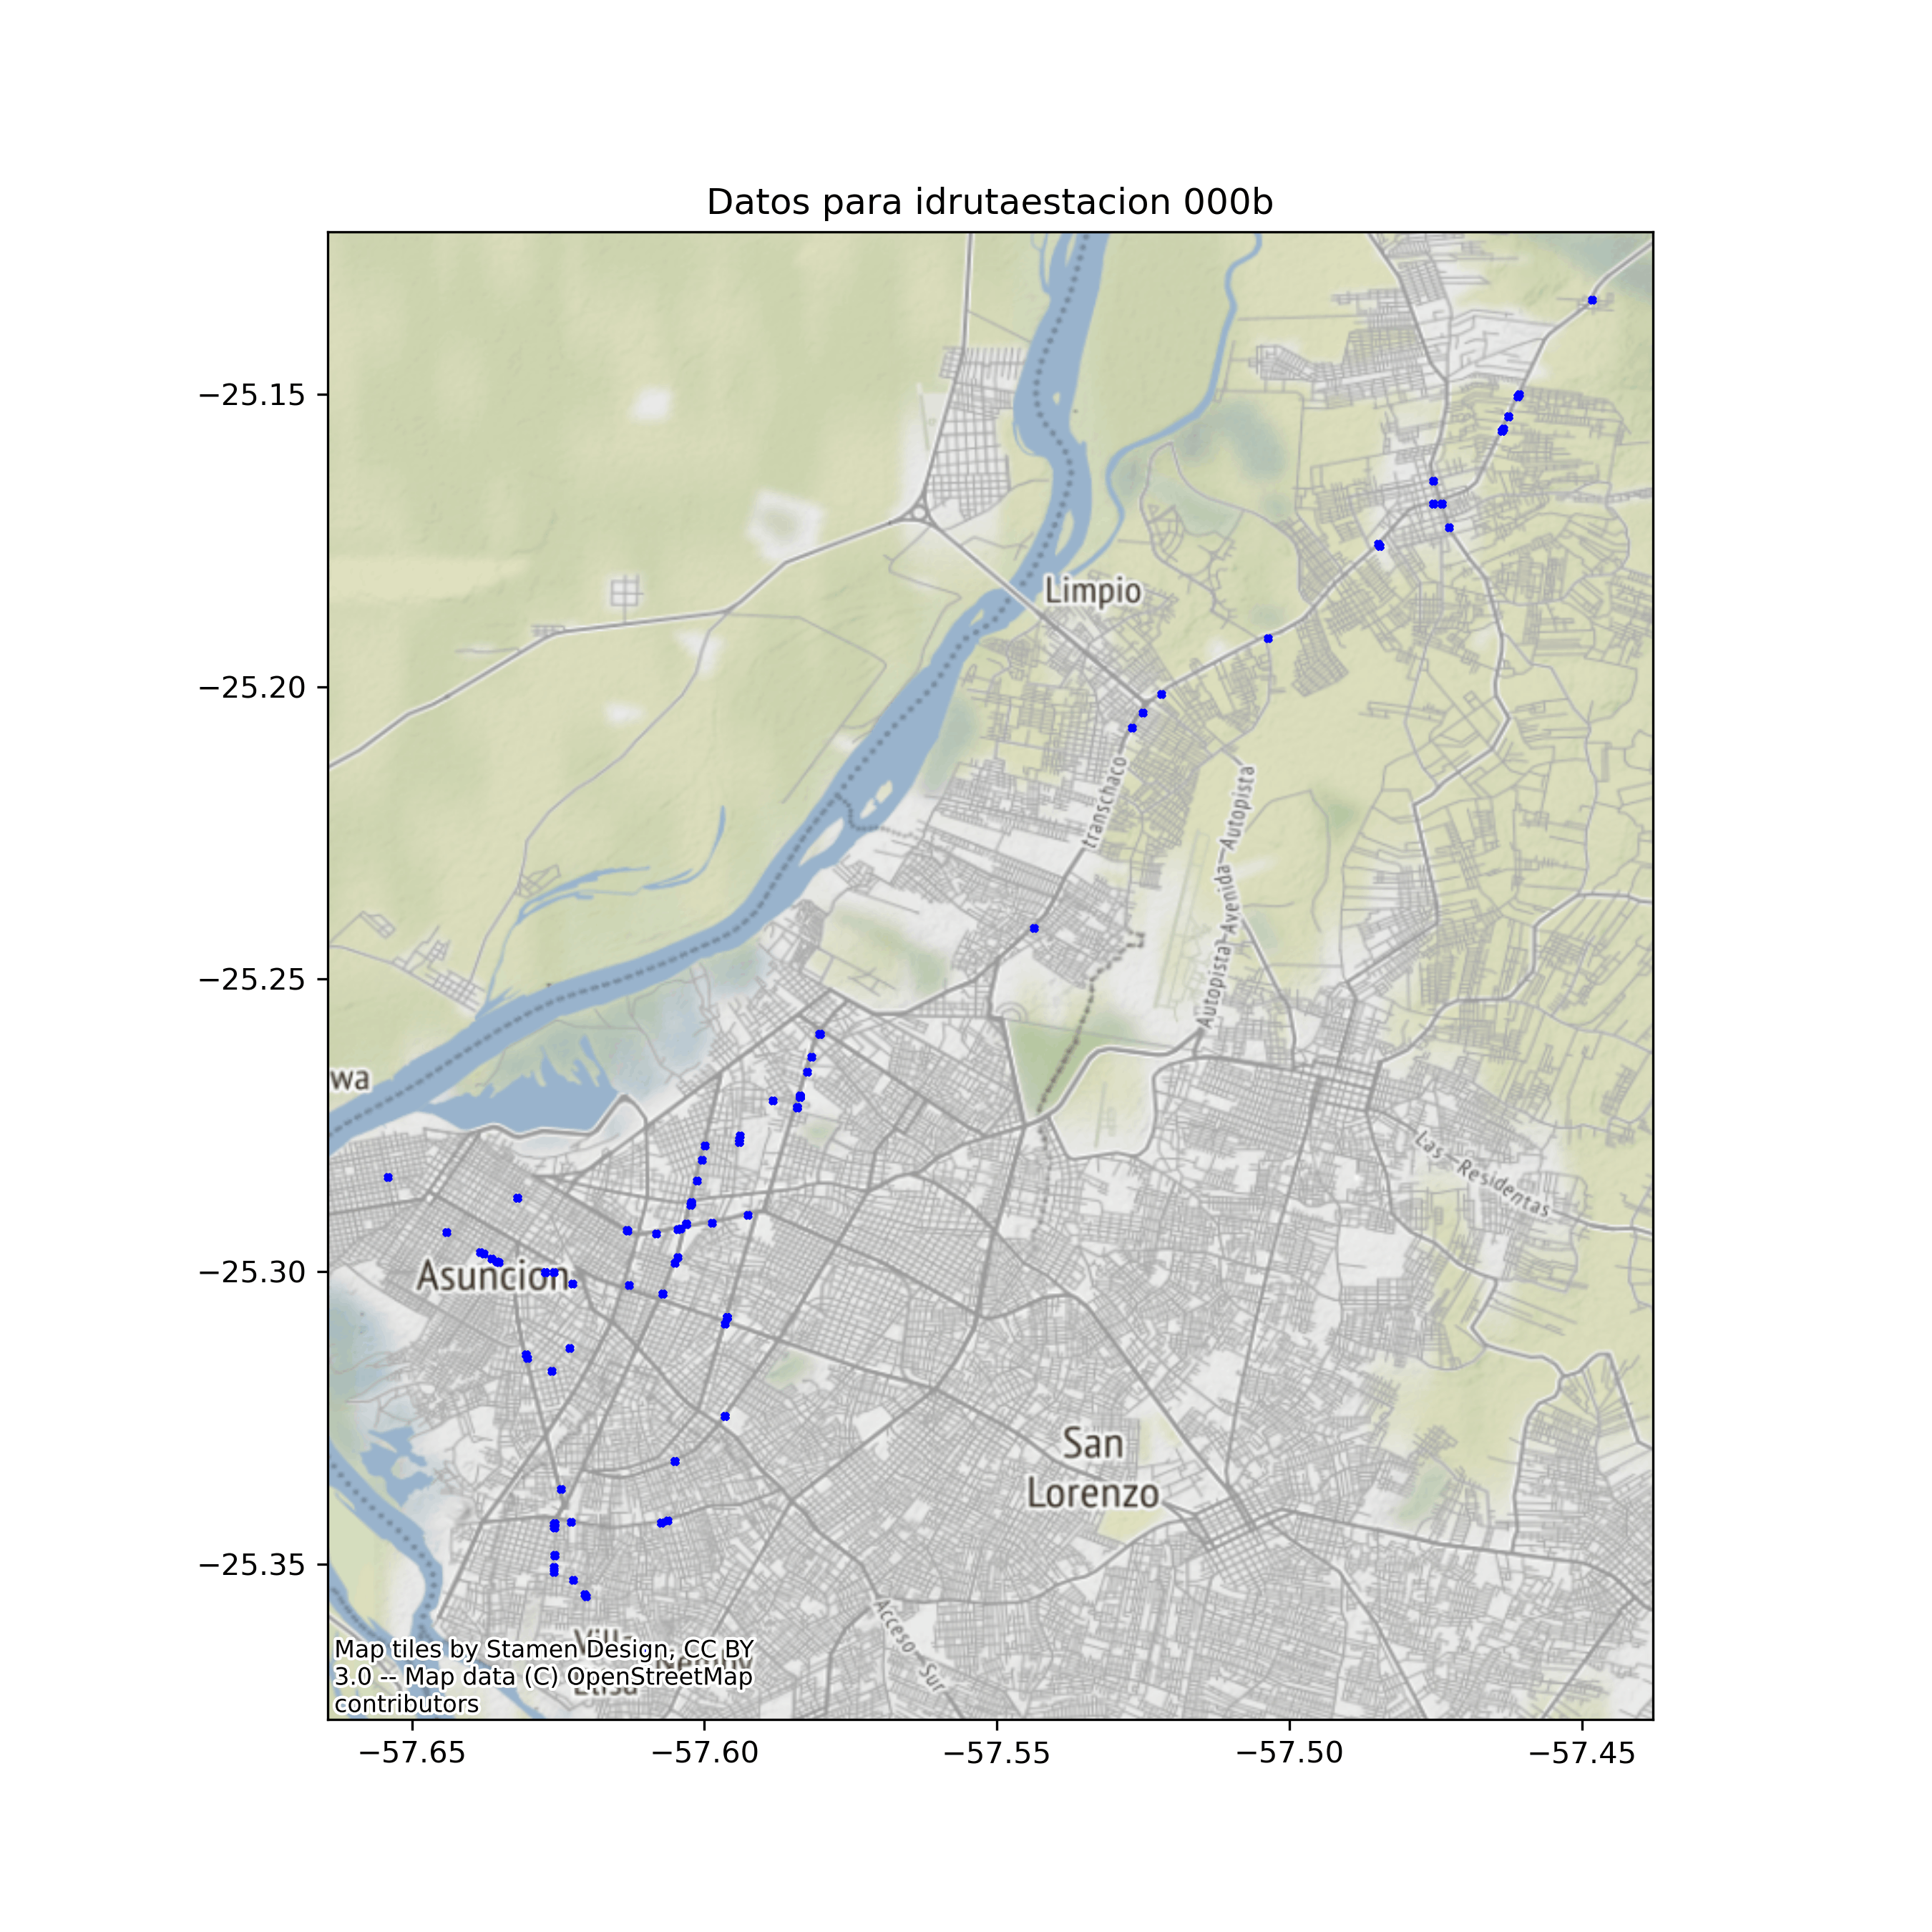 Datos para idrutaestacion 000b
−25.15
−25.20
−25.25
−25.30
−25.35
Limpio
transchaco
Autopista Avenida Autopista
wa
Las Residentas
Asuncion
San
Lorenzo
Acceso Sur
Villa
Elisa
Map tiles by Stamen Design, CC BY
3.0 -- Map data (C) OpenStreetMap
contributors
−57.65
−57.60
−57.55
−57.50
−57.45